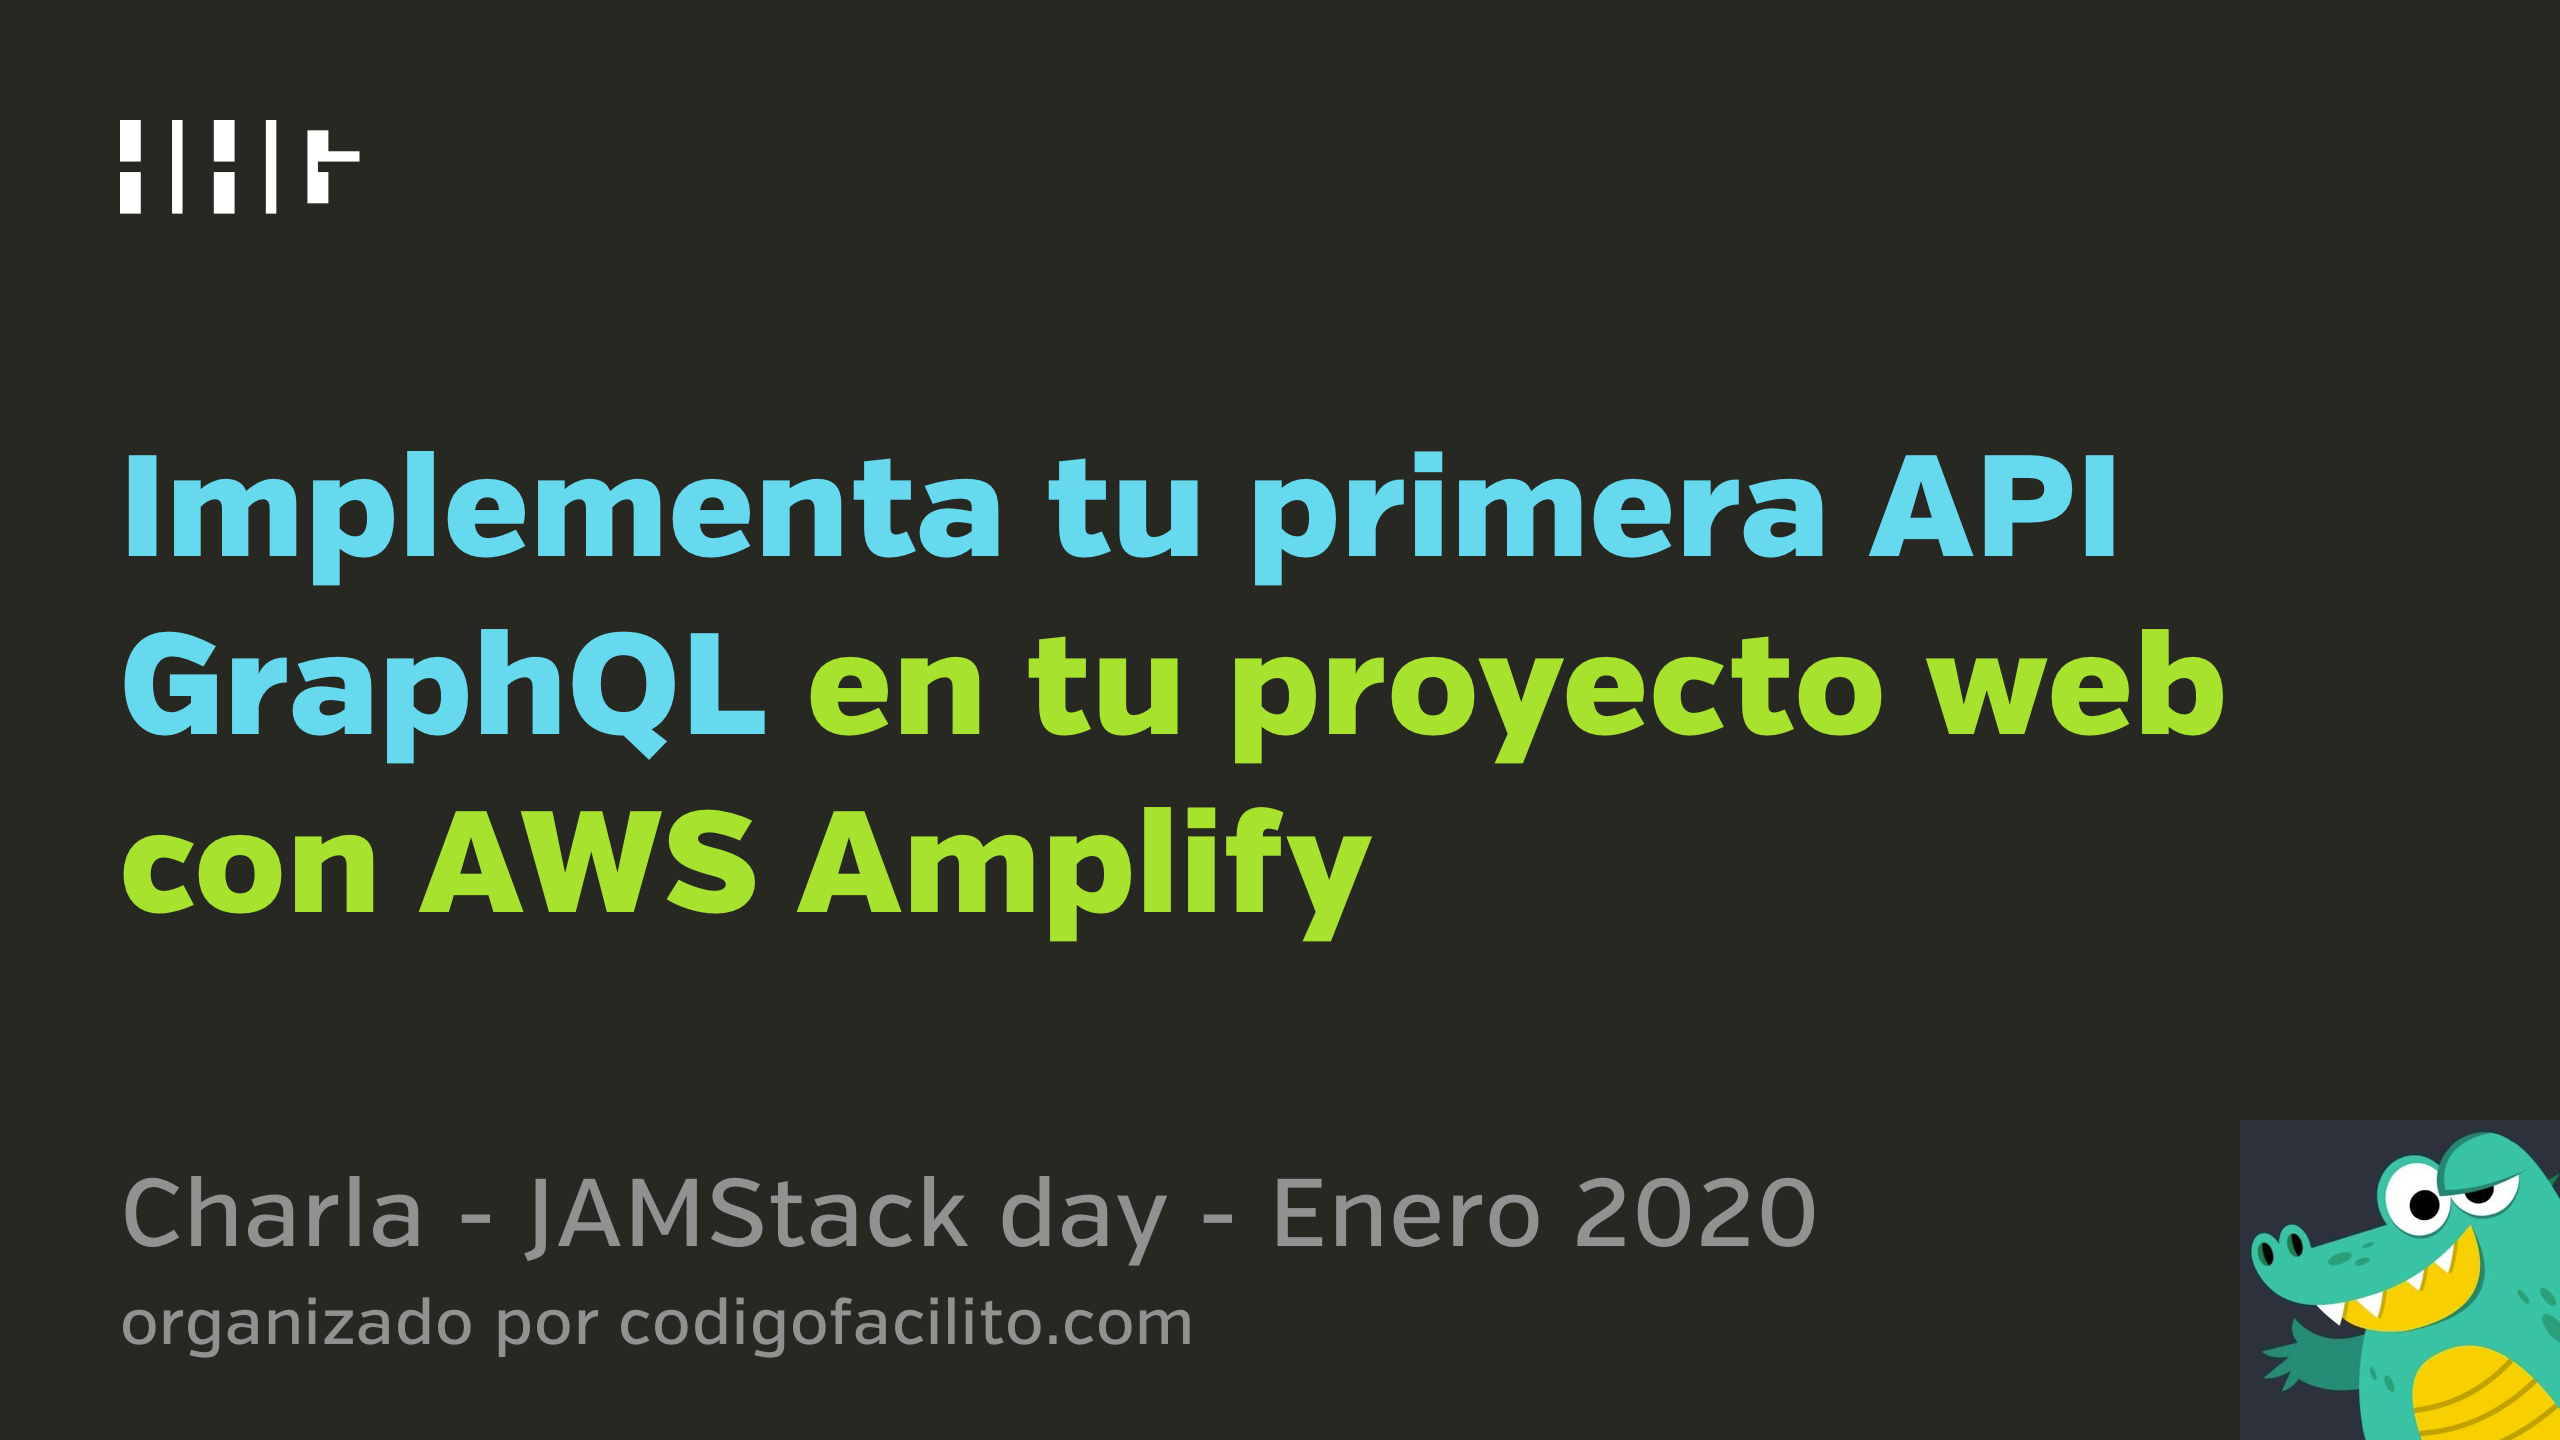 Implementa tu primera API
GraphQL en tu proyecto web
con AWS Amplify
Charla - JAMStack day - Enero 2020
organizado por codigofacilito.com